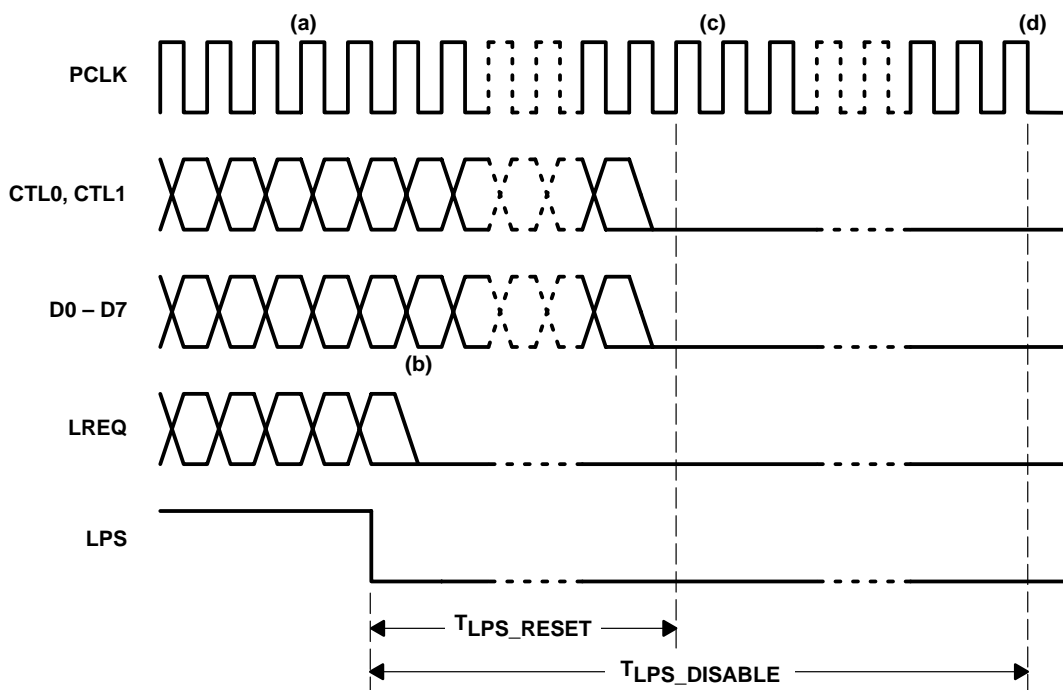 (a) (c) (d)
PCLK
CTL0, CTL1
D0 – D7
(b)
LREQ
LPS
TLPS_RESET
TLPS_DISABLE